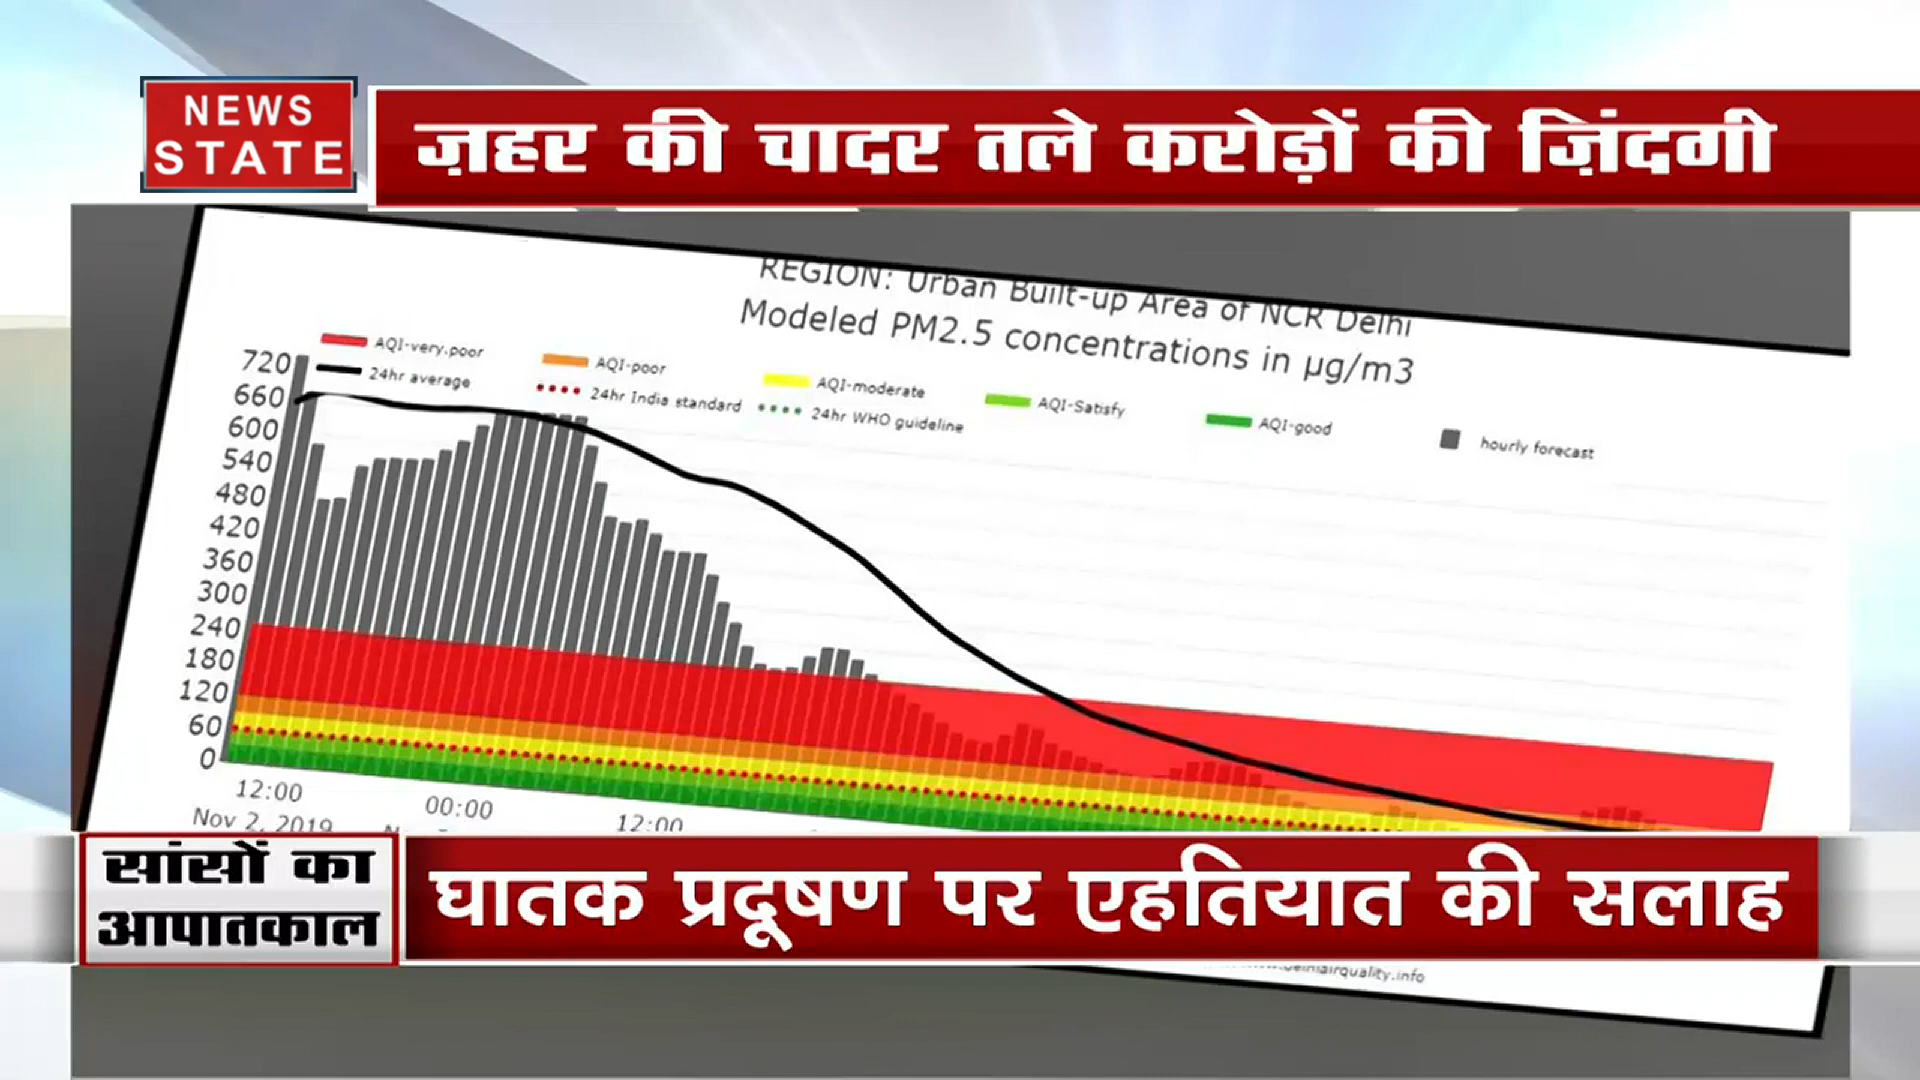 NEWS
STATE
ज़हर की चादर तले करोड़ों की ज़िंदगी
REGION: Urban Built-up Area of NCR Delhi
Modeled PM2.5 concentrations in µg/m3
AQI-very.poor
AQI-poor
AQI-moderate
AQI-Satisfy
AQI-good
hourly forecast
24hr average
24hr India standard
24hr WHO guideline
720
660
600
540
480
420
360
300
240
180
120
60
0
12:00
00:00
12:00
Nov 2, 2019
सांसों का
आपातकाल
घातक प्रदूषण पर एहतियात की सलाह